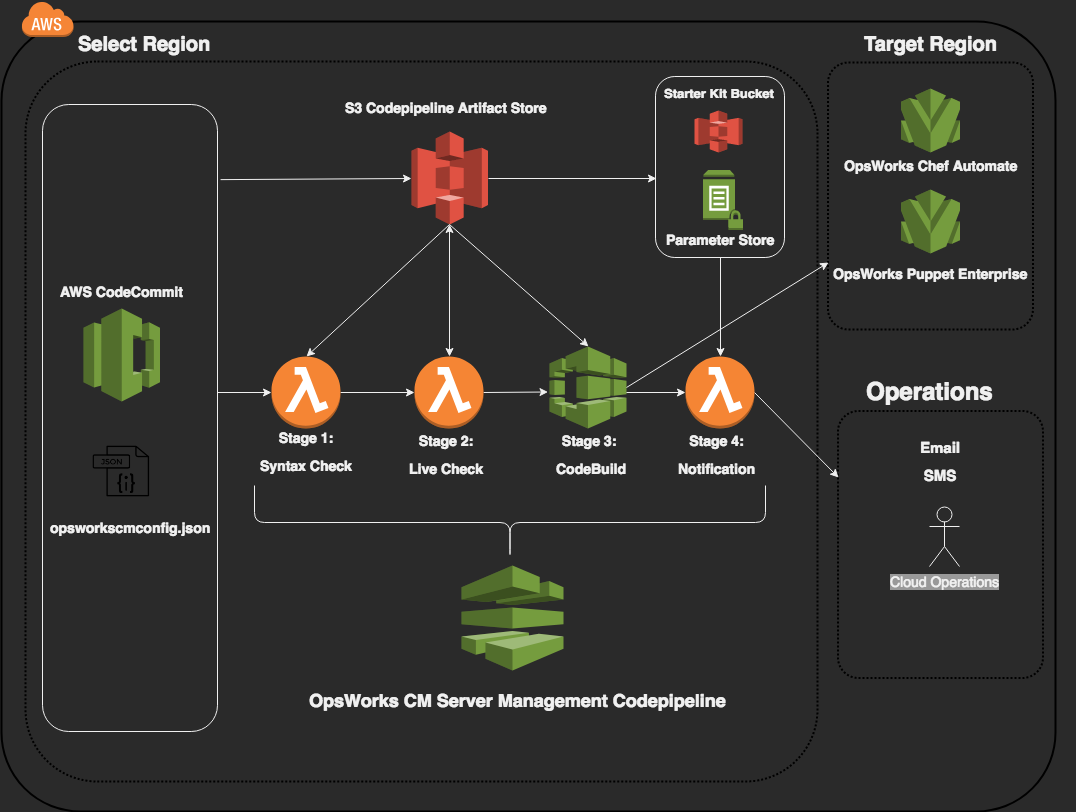 AWS
Select Region
Target Region
S3 Codepipeline Artifact Store
Starter Kit Bucket
Parameter Store
OpsWorks Chef Automate
OpsWorks Puppet Enterprise
AWS CodeCommit
JSON
{i}
opsworkscmconfig.json
Stage 1:
Syntax Check
Stage 2:
Live Check
Stage 3:
CodeBuild
Stage 4:
Notification
Operations
Email
SMS
Cloud Operations
OpsWorks CM Server Management Codepipeline